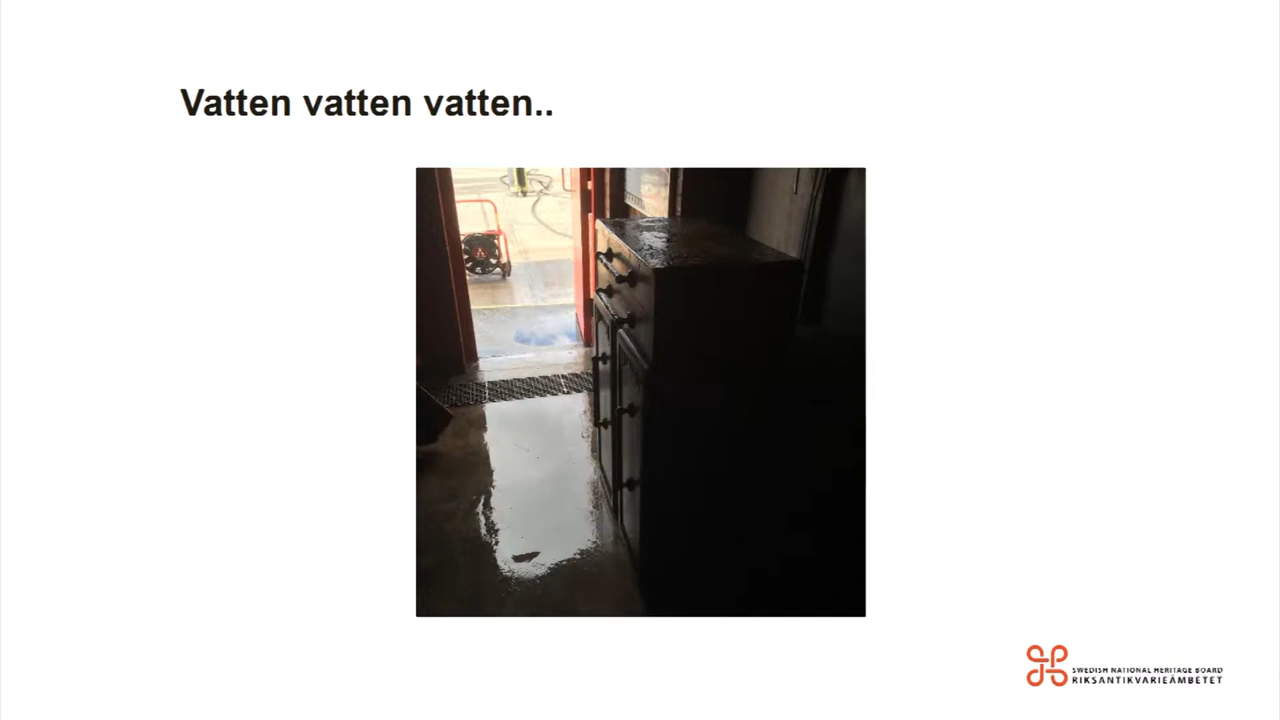 Vatten vatten vatten..
SWEDISH NATIONAL HERITAGE BOARD
RIKSANTIKVARIEÄMBETET